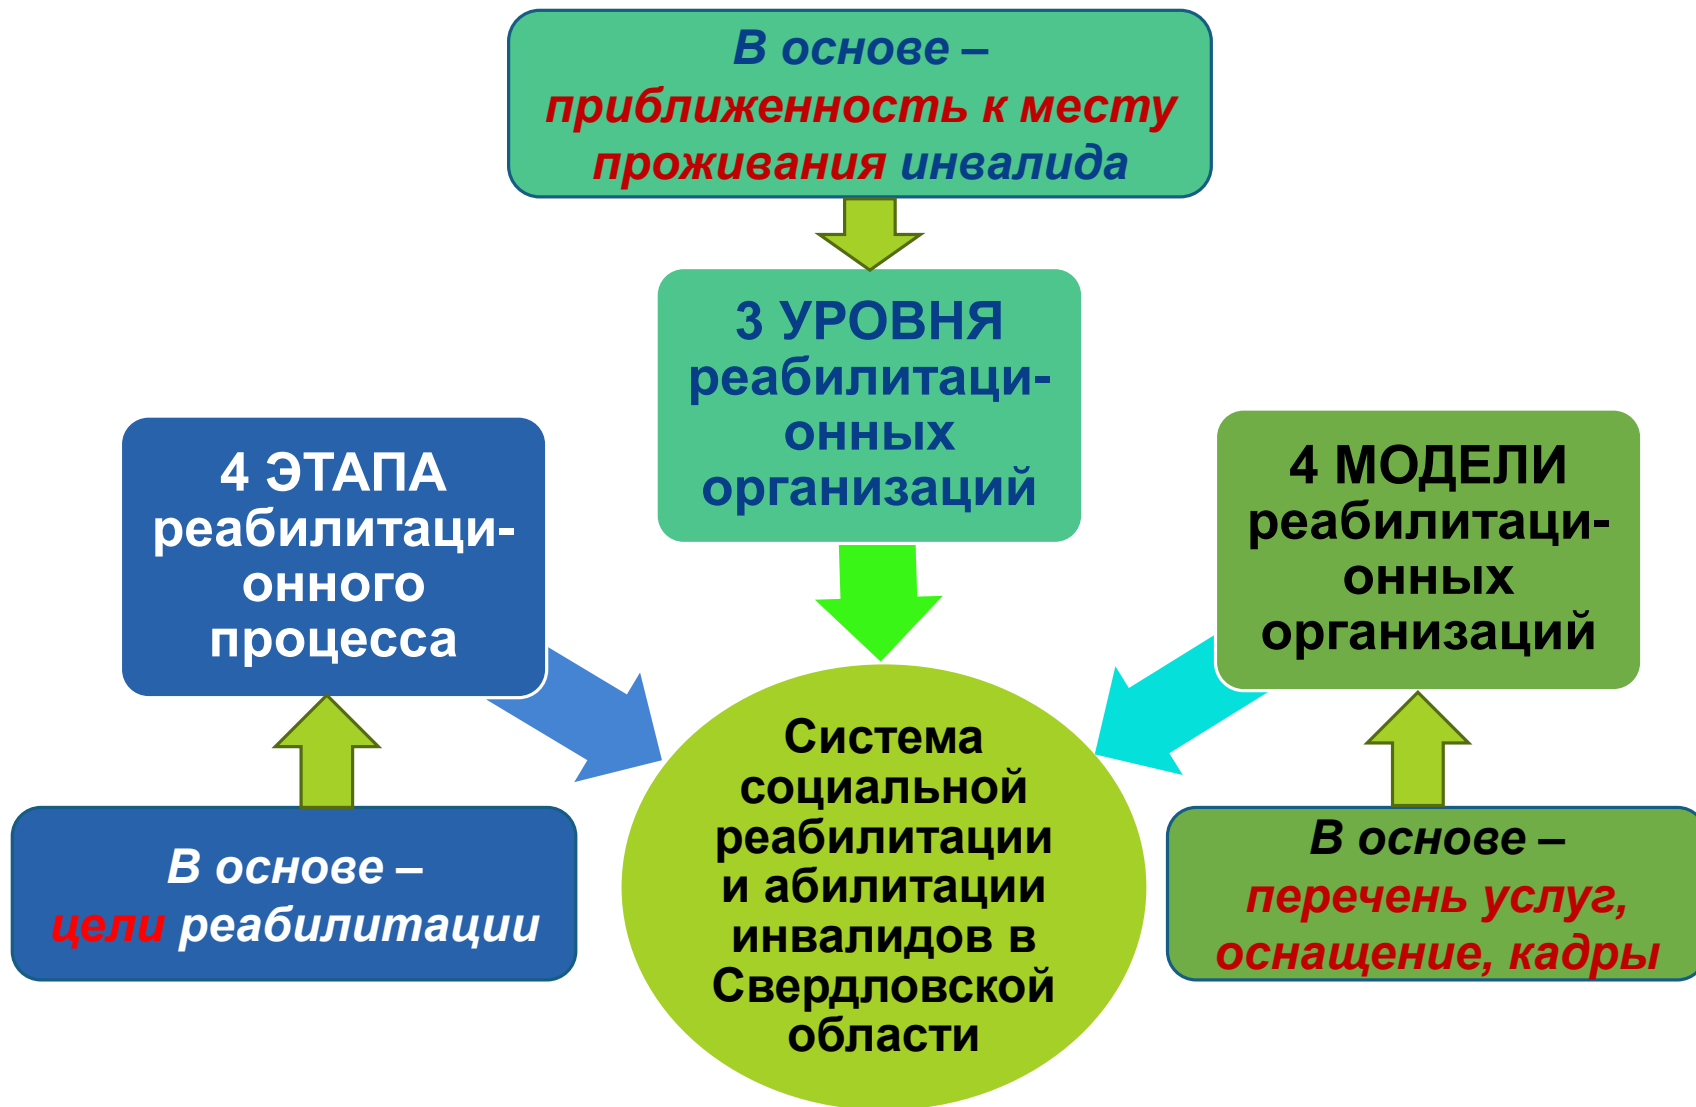 В основе –
приближенность к месту
проживания инвалида
3 УРОВНЯ
реабилитаци-
онных
организаций
4 ЭТАПА
реабилитаци-
онного
процесса
4 МОДЕЛИ
реабилитаци-
онных
организаций
В основе –
цели реабилитации
Система
социальной
реабилитации
и абилитации
инвалидов в
Свердловской
области
В основе –
перечень услуг,
оснащение, кадры